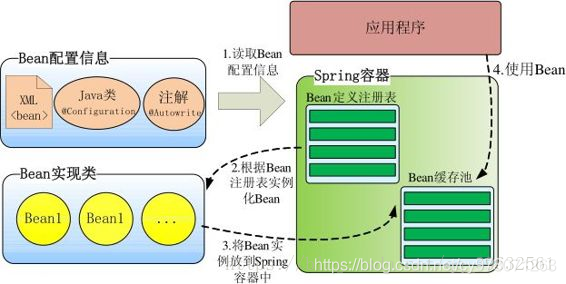 应用程序
Bean配置信息
XML
<bean>
Java类
@Configuration
注解
@Autowrite
1.读取Bean
配置信息
Spring容器
Bean定义注册表
4.使用Bean
2.根据Bean
注册表实例
化Bean
Bean缓存池
Bean实现类
Bean1
Bean1
...
3.将Bean实
例放到Spring
容器中